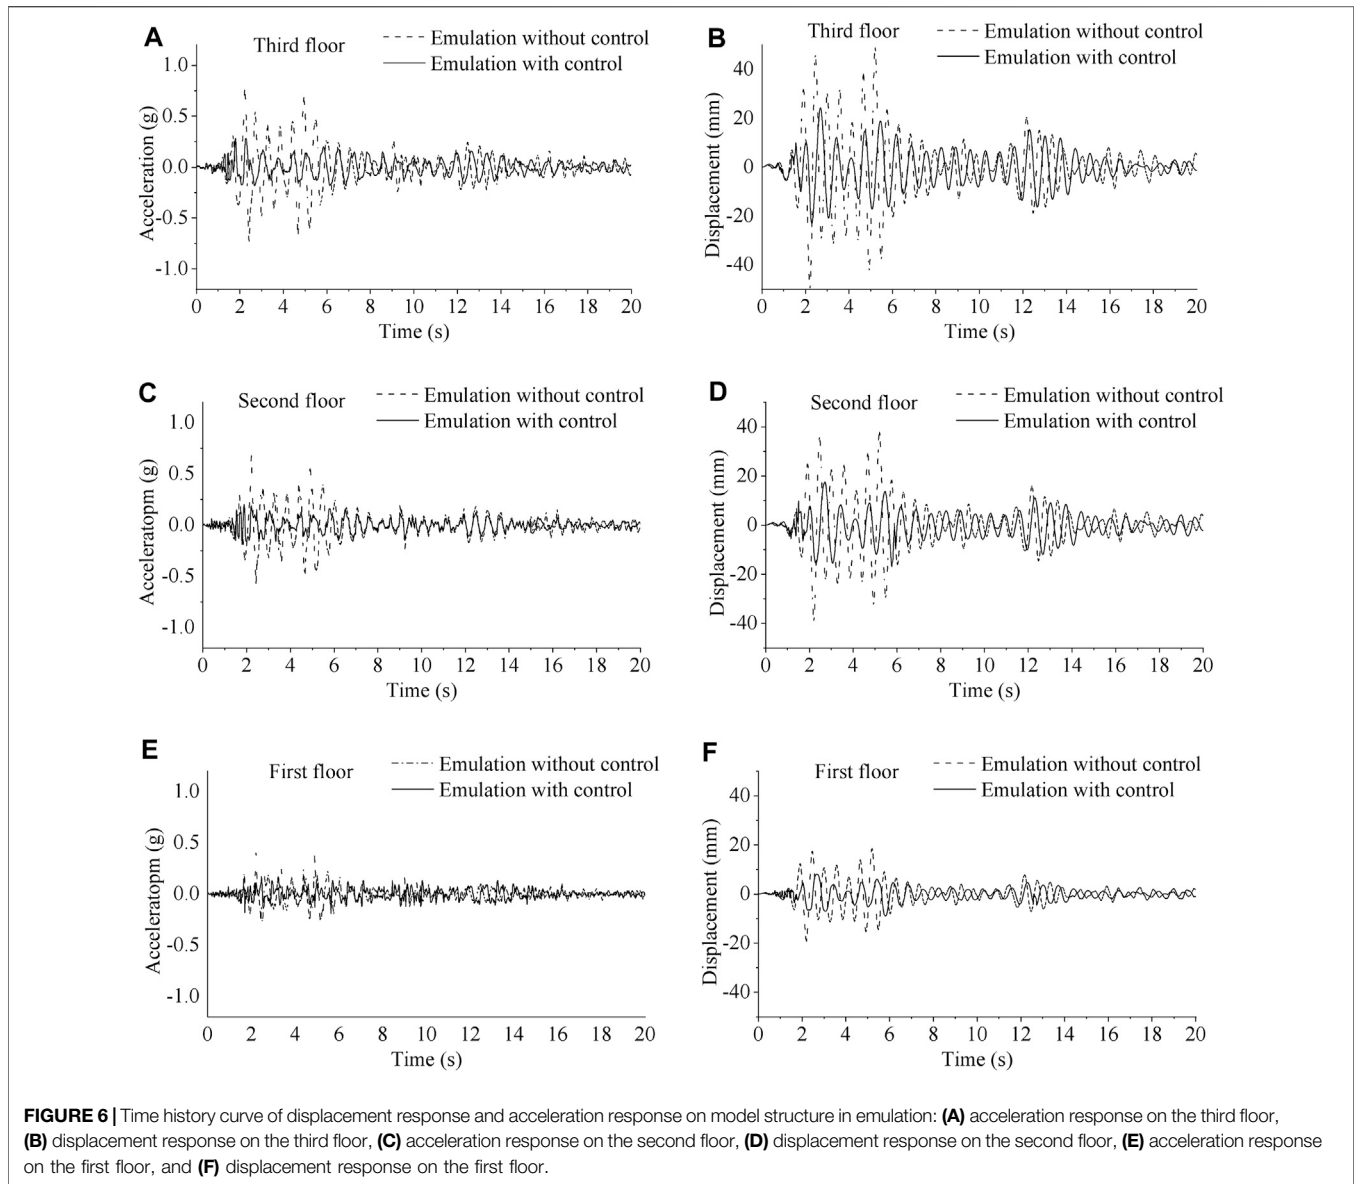 A
Third floor
Emulation without control
Emulation with control
1.0
0.5
0.0
-0.5
-1.0
Acceleration (g)
0 2 4 6 8 10 12 14 16 18 20
Time (s)
B
Third floor
Emulation without control
Emulation with control
40
20
0
-20
-40
Displacement (mm)
0 2 4 6 8 10 12 14 16 18 20
Time (s)
C
Second floor
Emulation without control
Emulation with control
1.0
0.5
0.0
-0.5
-1.0
Acceleratopm (g)
0 2 4 6 8 10 12 14 16 18 20
Time (s)
D
Second floor
Emulation without control
Emulation with control
40
20
0
-20
-40
Displacement (mm)
0 2 4 6 8 10 12 14 16 18 20
Time (s)
E
First floor
Emulation without control
Emulation with control
1.0
0.5
0.0
-0.5
-1.0
Acceleratopm (g)
0 2 4 6 8 10 12 14 16 18 20
Time (s)
F
First floor
Emulation without control
Emulation with control
40
20
0
-20
-40
Displacement (mm)
0 2 4 6 8 10 12 14 16 18 20
Time (s)
FIGURE 6 | Time history curve of displacement response and acceleration response on model structure in emulation: (A) acceleration response on the third floor,
(B) displacement response on the third floor, (C) acceleration response on the second floor, (D) displacement response on the second floor, (E) acceleration response
on the first floor, and (F) displacement response on the first floor.